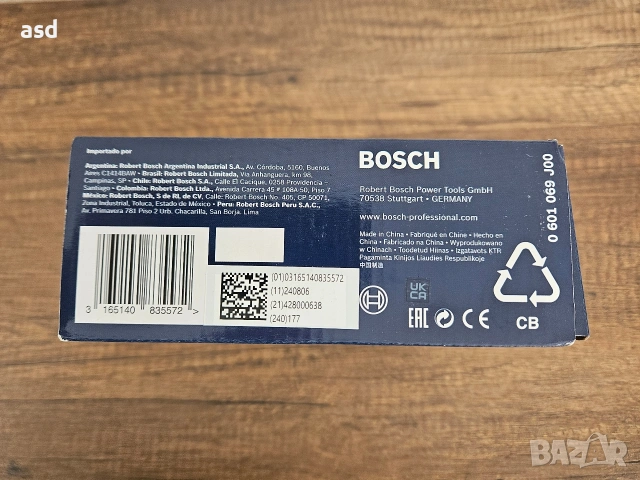 asd
Importado por
Argentina: Robert Bosch Argentina Industrial S.A., Av. Córdoba, 5160, Buenos
Aires C1414BAW • Brasil: Robert Bosch Limitada, Via Anhanguera, Km 98,
Campinas, SP • Chile: Robert Bosch S.A., Calle El Cacique, 0258 Providencia –
Santiago • Colombia: Robert Bosch Ltda., Avenida Carrera 45 # 108A-50, Piso 7
México: Robert Bosch, S de RL de CV, Calle Robert Bosch No. 405, CP 50071,
Zona Industrial, Toluca, Estado de México • Peru: Robert Bosch Peru S.A.C.,
Av. Primavera 781 Piso 2 Urb. Chacarilla, San Borja, Lima
3 165140 835572 >
(01)03165140835572
(11)240806
(21)428000638
(240)177
BOSCH
Robert Bosch Power Tools GmbH
70538 Stuttgart • GERMANY
www.bosch-professional.com
Made in China • Fabriqué en Chine • Hecho en
China • Fabricado na China • Wyprodukowano
w Chinach • Toodetud Hiinas • Izgatavots ĶTR
Pagaminta Kinijos Liaudies Respublikoje
中国制造
UK
CA
EAC CE
CB
0 601 069 J00
BAZAR
bazar.bg